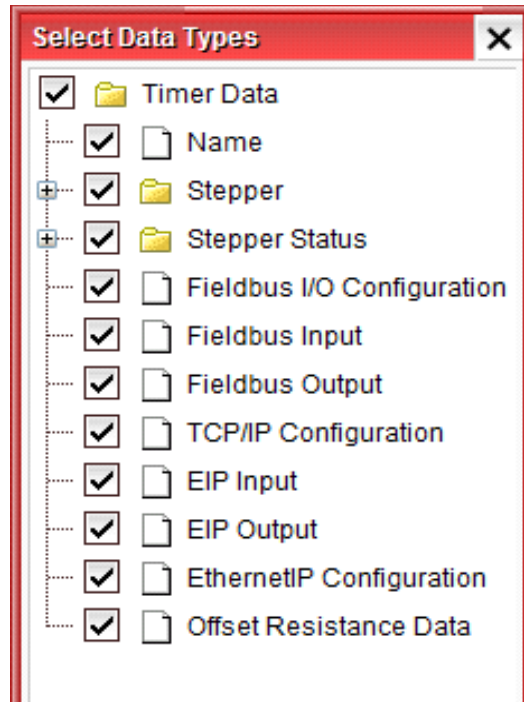 Select Data Types
Timer Data
Name
Stepper
Stepper Status
Fieldbus I/O Configuration
Fieldbus Input
Fieldbus Output
TCP/IP Configuration
EIP Input
EIP Output
EthernetIP Configuration
Offset Resistance Data